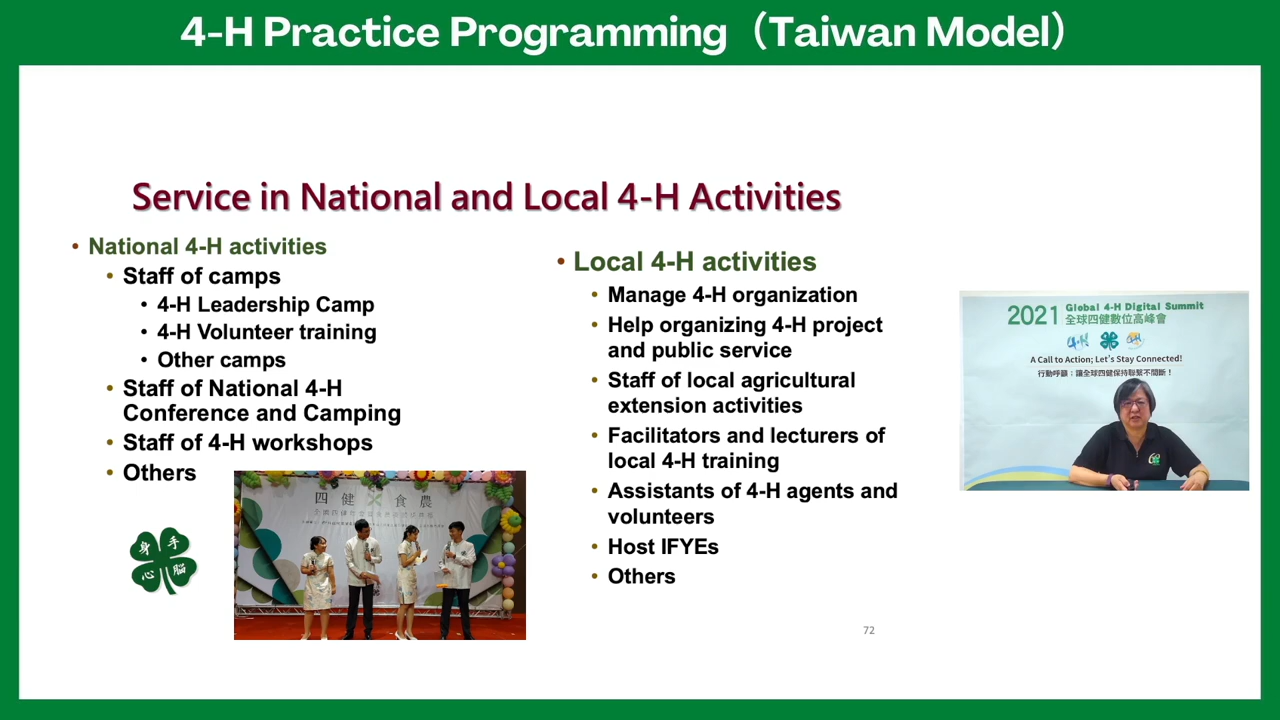 4-H Practice Programming（Taiwan Model）
Service in National and Local 4-H Activities
• National 4-H activities
• Staff of camps
• 4-H Leadership Camp
• 4-H Volunteer training
• Other camps
• Staff of National 4-H
Conference and Camping
• Staff of 4-H workshops
• Others
身 手
心 腦
四 健 食 農
• Local 4-H activities
• Manage 4-H organization
• Help organizing 4-H project
and public service
• Staff of local agricultural
extension activities
• Facilitators and lecturers of
local 4-H training
• Assistants of 4-H agents and
volunteers
• Host IFYEs
• Others
72
2021 Global 4-H Digital Summit
全球四健數位高峰會
A Call to Action; Let's Stay Connected!
行動呼籲；讓全球四健保持聯繫不間斷！